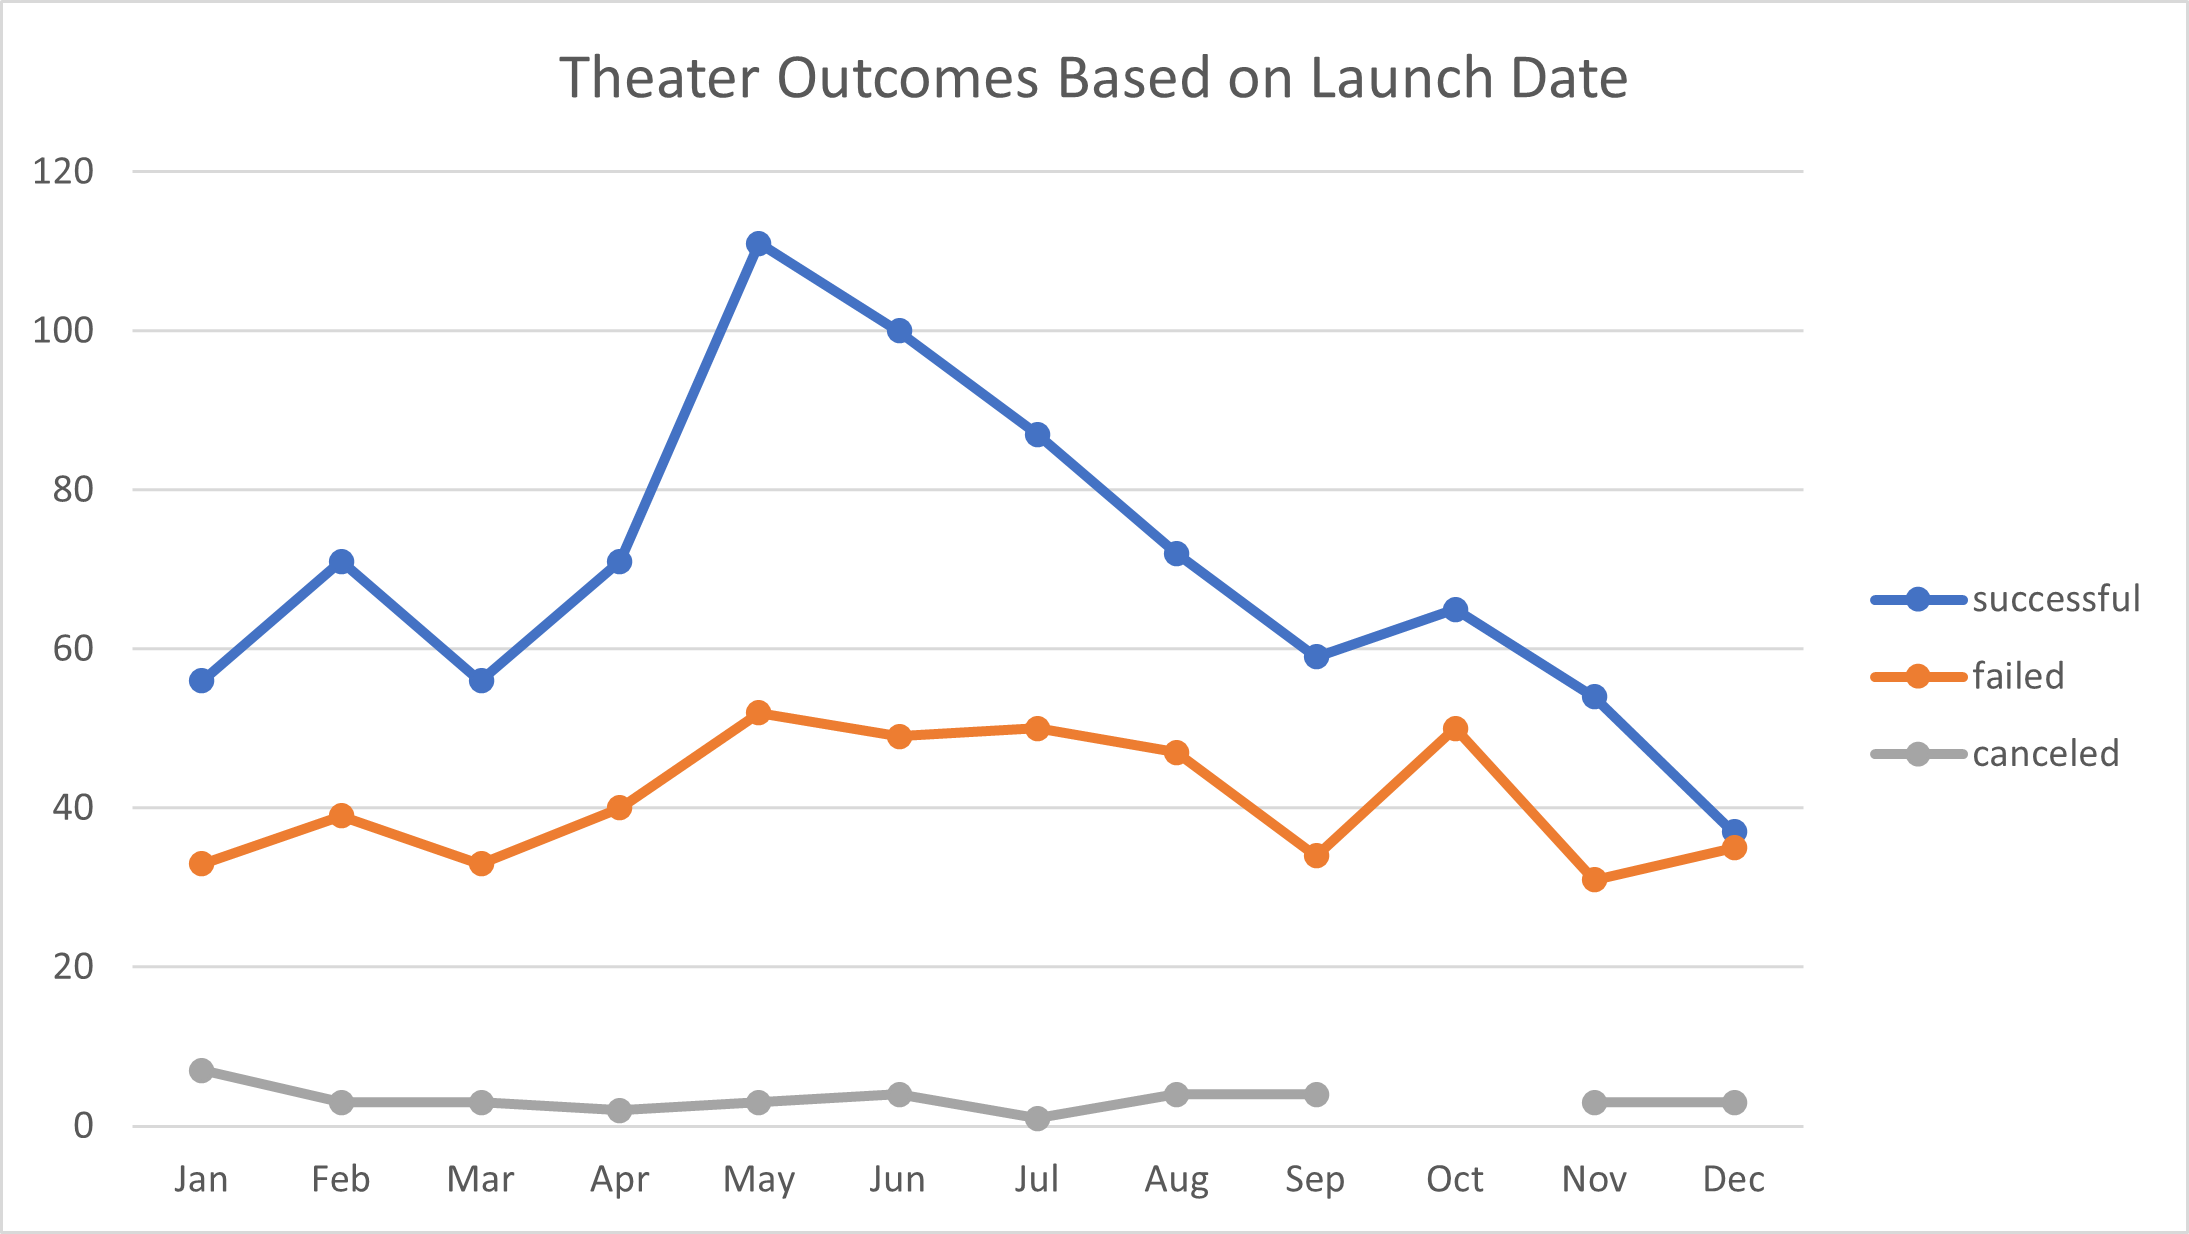 Theater Outcomes Based on Launch Date
120
100
80
60
40
20
0
Jan Feb Mar Apr May Jun Jul Aug Sep Oct Nov Dec
successful
failed
canceled